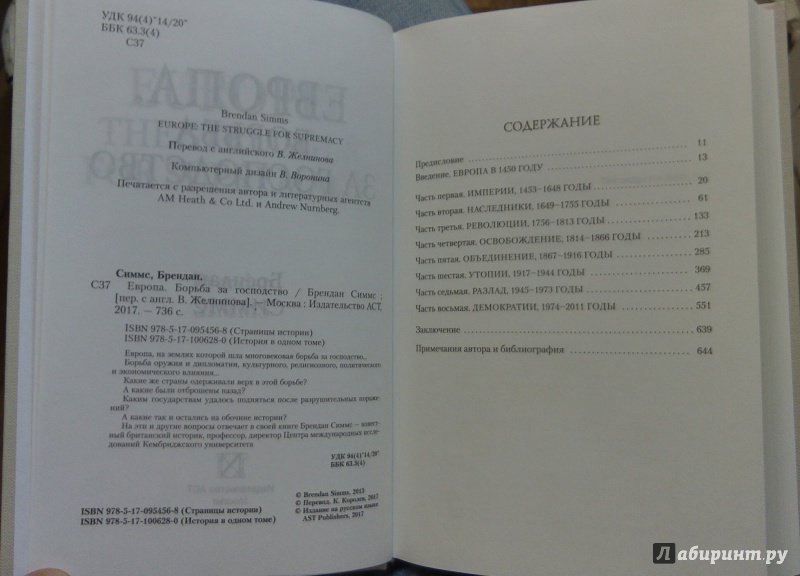 УДК 94(4)"14/20"
ББК 63.3(4)
С37
Brendan Simms
EUROPE: THE STRUGGLE FOR SUPREMACY
Перевод с английского В. Желнинова
Компьютерный дизайн В. Воронина
Печатается с разрешения автора и литературных агентств
AM Heath & Co Ltd. и Andrew Nurnberg.
Симмс, Брендан.
С37 Европа. Борьба за господство / Брендан Симс ;
[пер. с англ. В. Желнинова]. — Москва : Издательство АСТ,
2017. — 736 с.
ISBN 978-5-17-095456-8 (Страницы истории)
ISBN 978-5-17-100628-0 (История в одном томе)
Европа, на землях которой шла многовековая борьба за господство..
Борьба оружия и дипломатии, культурного, религиозного, политического
и экономического влияния...
Какие же страны одерживали верх в этой борьбе?
А какие были отброшены назад?
Каким государствам удалось подняться после разрушительных пораже-
ний?
А какие так и остались на обочине истории?
На эти и другие вопросы отвечает в своей книге Брендан Симмс — извест-
ный британский историк, профессор, директор Центра международных иссле-
дований Кембриджского университета
УДК 94(4)"14/20"
ББК 63.3(4)
© Brendan Simms, 2013
© Перевод. К. Королев, 2017
© Издание на русском языке
AST Publishers, 2017
ISBN 978-5-17-095456-8 (Страницы истории)
ISBN 978-5-17-100628-0 (История в одном томе)
СОДЕРЖАНИЕ
Предисловие 11
Введение. ЕВРОПА В 1450 ГОДУ 13
Часть первая. ИМПЕРИИ, 1453–1648 ГОДЫ 20
Часть вторая. НАСЛЕДНИКИ, 1649–1755 ГОДЫ 61
Часть третья. РЕВОЛЮЦИИ, 1756–1813 ГОДЫ 133
Часть четвертая. ОСВОБОЖДЕНИЕ, 1814–1866 ГОДЫ 213
Часть пятая. ОБЪЕДИНЕНИЕ, 1867–1916 ГОДЫ 285
Часть шестая. УТОПИИ, 1917–1944 ГОДЫ 369
Часть седьмая. РАЗЛАД, 1945–1973 ГОДЫ 457
Часть восьмая. ДЕМОКРАТИИ, 1974–2011 ГОДЫ 551
Заключение 639
Примечания автора и библиография 644
Лабиринт.ру